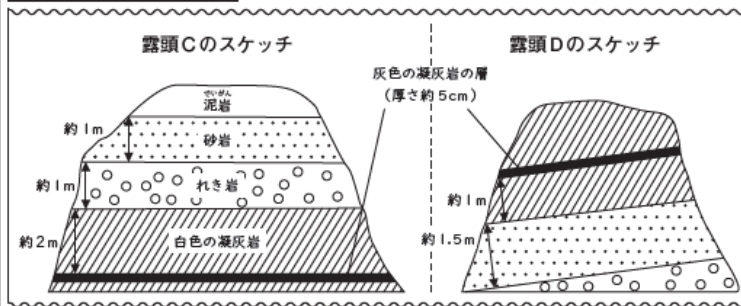 露頭Cのスケッチ
露頭Dのスケッチ
灰色の凝灰岩の層
(厚さ約5cm)
でいがん
泥岩
約1m
砂岩
約1m
れき岩
約2m
白色の凝灰岩
約1m
約1.5m